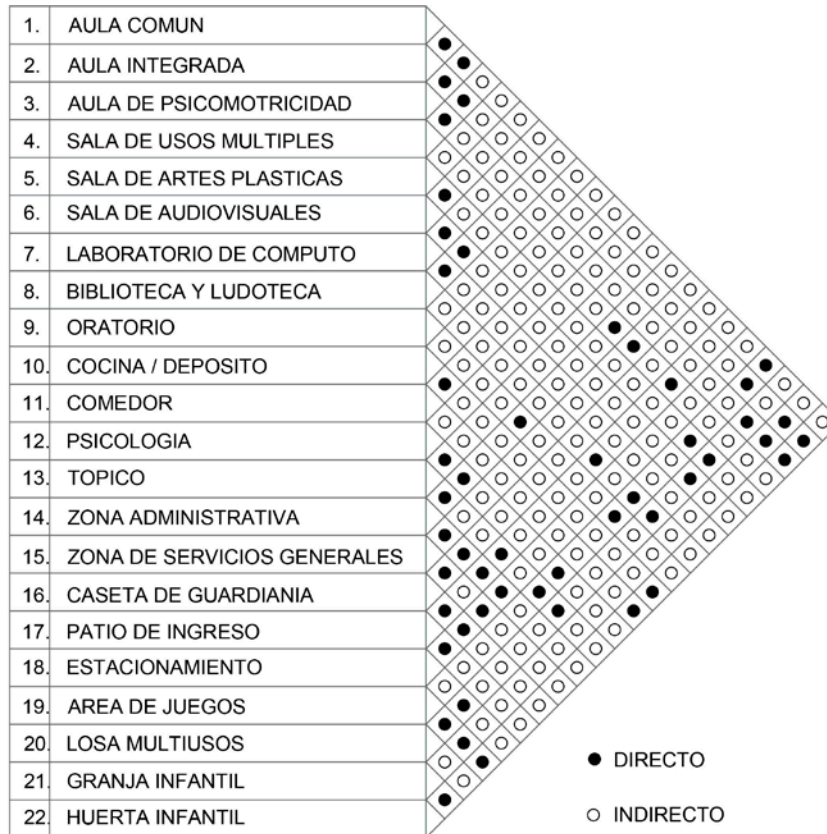 1. AULA COMUN
2. AULA INTEGRADA
3. AULA DE PSICOMOTRICIDAD
4. SALA DE USOS MULTIPLES
5. SALA DE ARTES PLASTICAS
6. SALA DE AUDIOVISUALES
7. LABORATORIO DE COMPUTO
8. BIBLIOTECA Y LUDOTECA
9. ORATORIO
10. COCINA / DEPOSITO
11. COMEDOR
12. PSICOLOGIA
13. TOPICO
14. ZONA ADMINISTRATIVA
15. ZONA DE SERVICIOS GENERALES
16. CASETA DE GUARDIANIA
17. PATIO DE INGRESO
18. ESTACIONAMIENTO
19. AREA DE JUEGOS
20. LOSA MULTIUSOS
21. GRANJA INFANTIL
22. HUERTA INFANTIL
DIRECTO
INDIRECTO